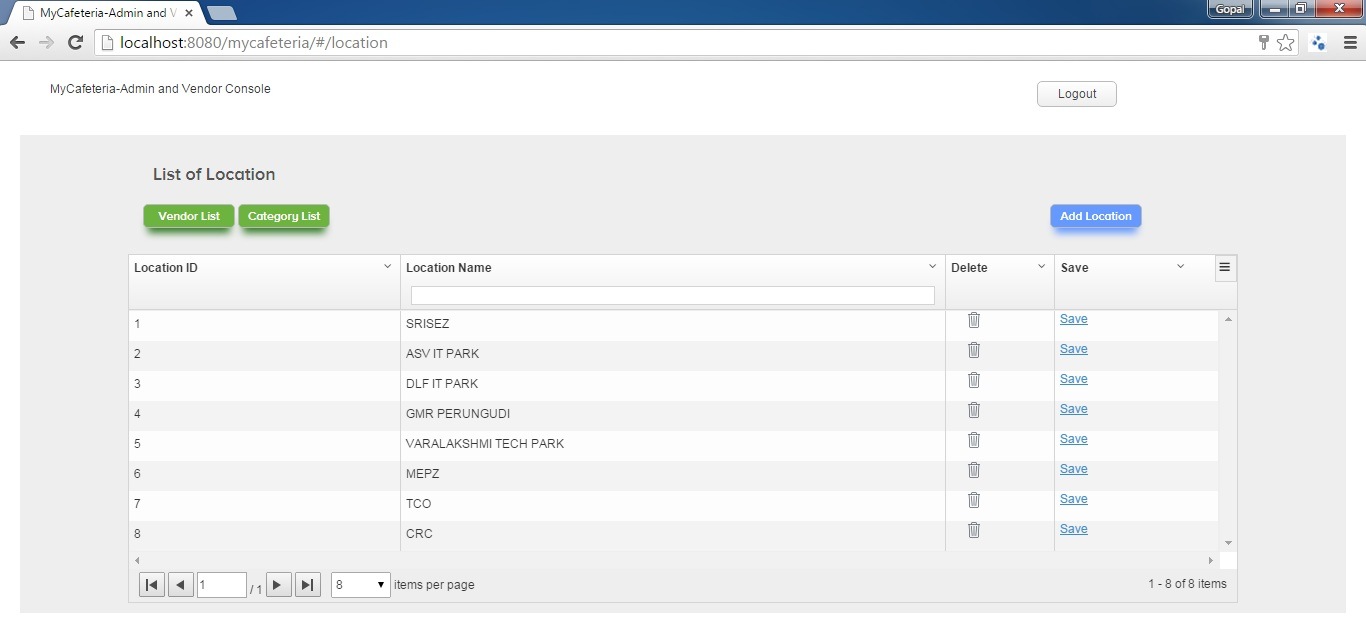 MyCafeteria-Admin and V
Gopal
localhost:8080/mycafeteria/#/location
MyCafeteria-Admin and Vendor Console
Logout
List of Location
Vendor List Category List Add Location
Location ID Location Name Delete Save
1 SRISEZ Save
2 ASV IT PARK Save
3 DLF IT PARK Save
4 GMR PERUNGUDI Save
5 VARALAKSHMI TECH PARK Save
6 MEPZ Save
7 TCO Save
8 CRC Save
1 / 1 8 items per page 1 - 8 of 8 items